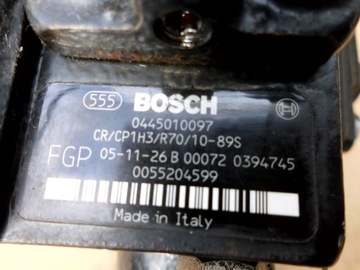 555 BOSCH
0445010097
CR/CP1H3/R70/10-89S
FGP 05-11-26 B 00072 0394745
0055204599
Made in Italy